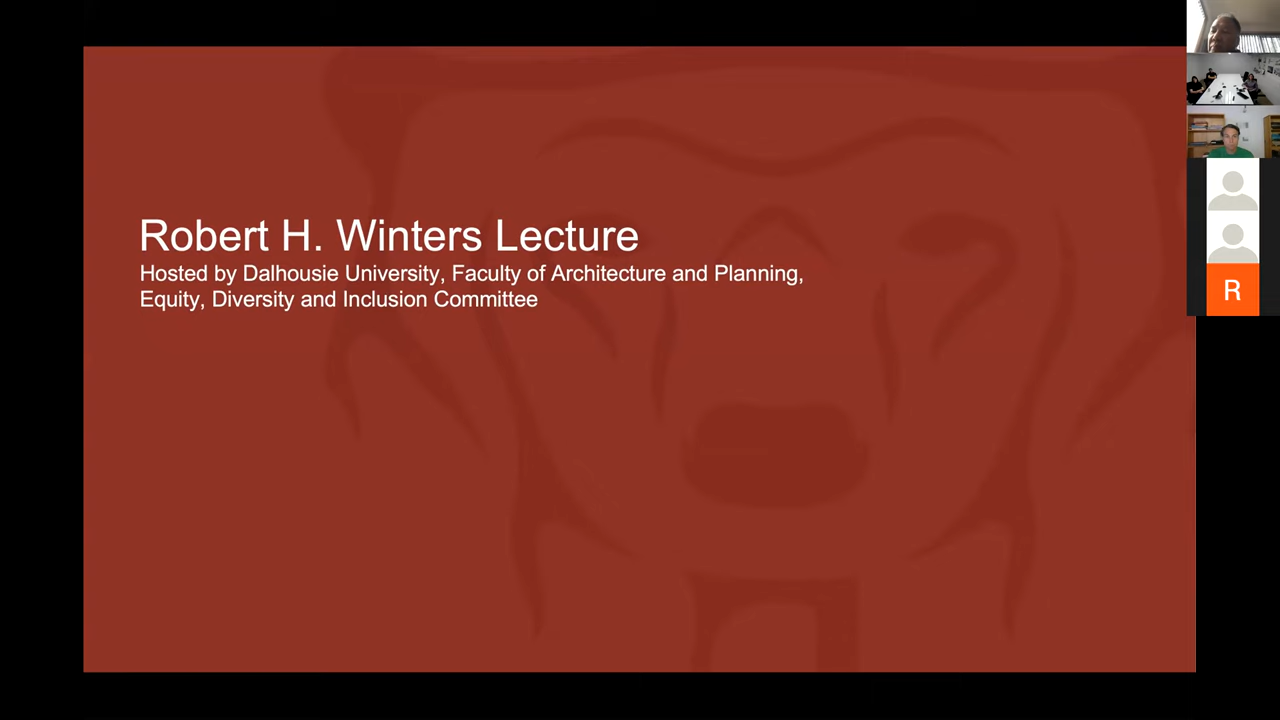 Robert H. Winters Lecture
Hosted by Dalhousie University, Faculty of Architecture and Planning,
Equity, Diversity and Inclusion Committee
R